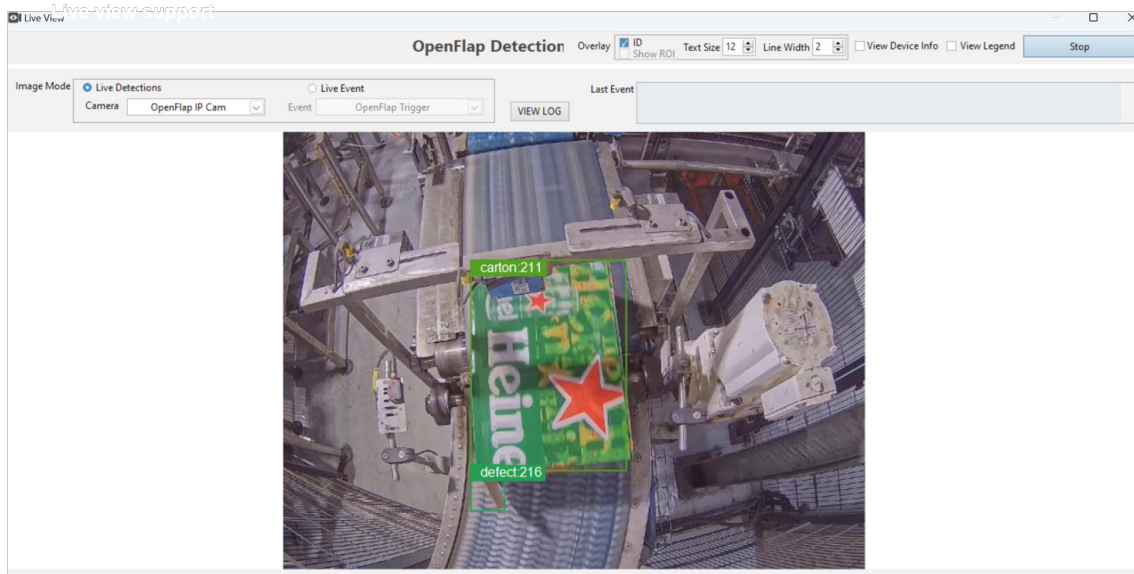 Live view support
Live View
OpenFlap Detection
Overlay
ID
Show ROI
Text Size 12
Line Width 2
View Device Info
View Legend
Stop
Image Mode
Live Detections
Live Event
Camera
OpenFlap IP Cam
Event
OpenFlap Trigger
VIEW LOG
Last Event
carton:211
Heine
defect:216